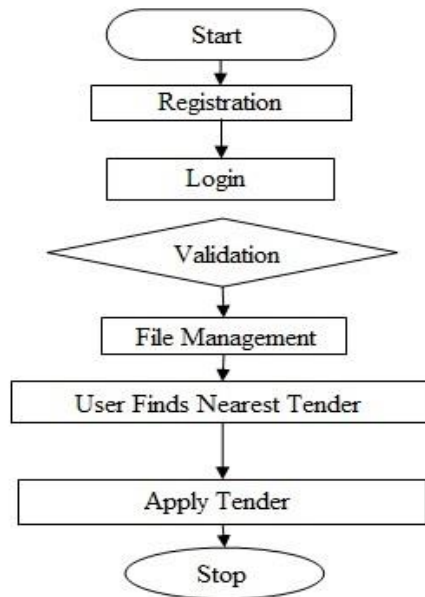 Start
Registration
Login
Validation
File Management
User Finds Nearest Tender
Apply Tender
Stop